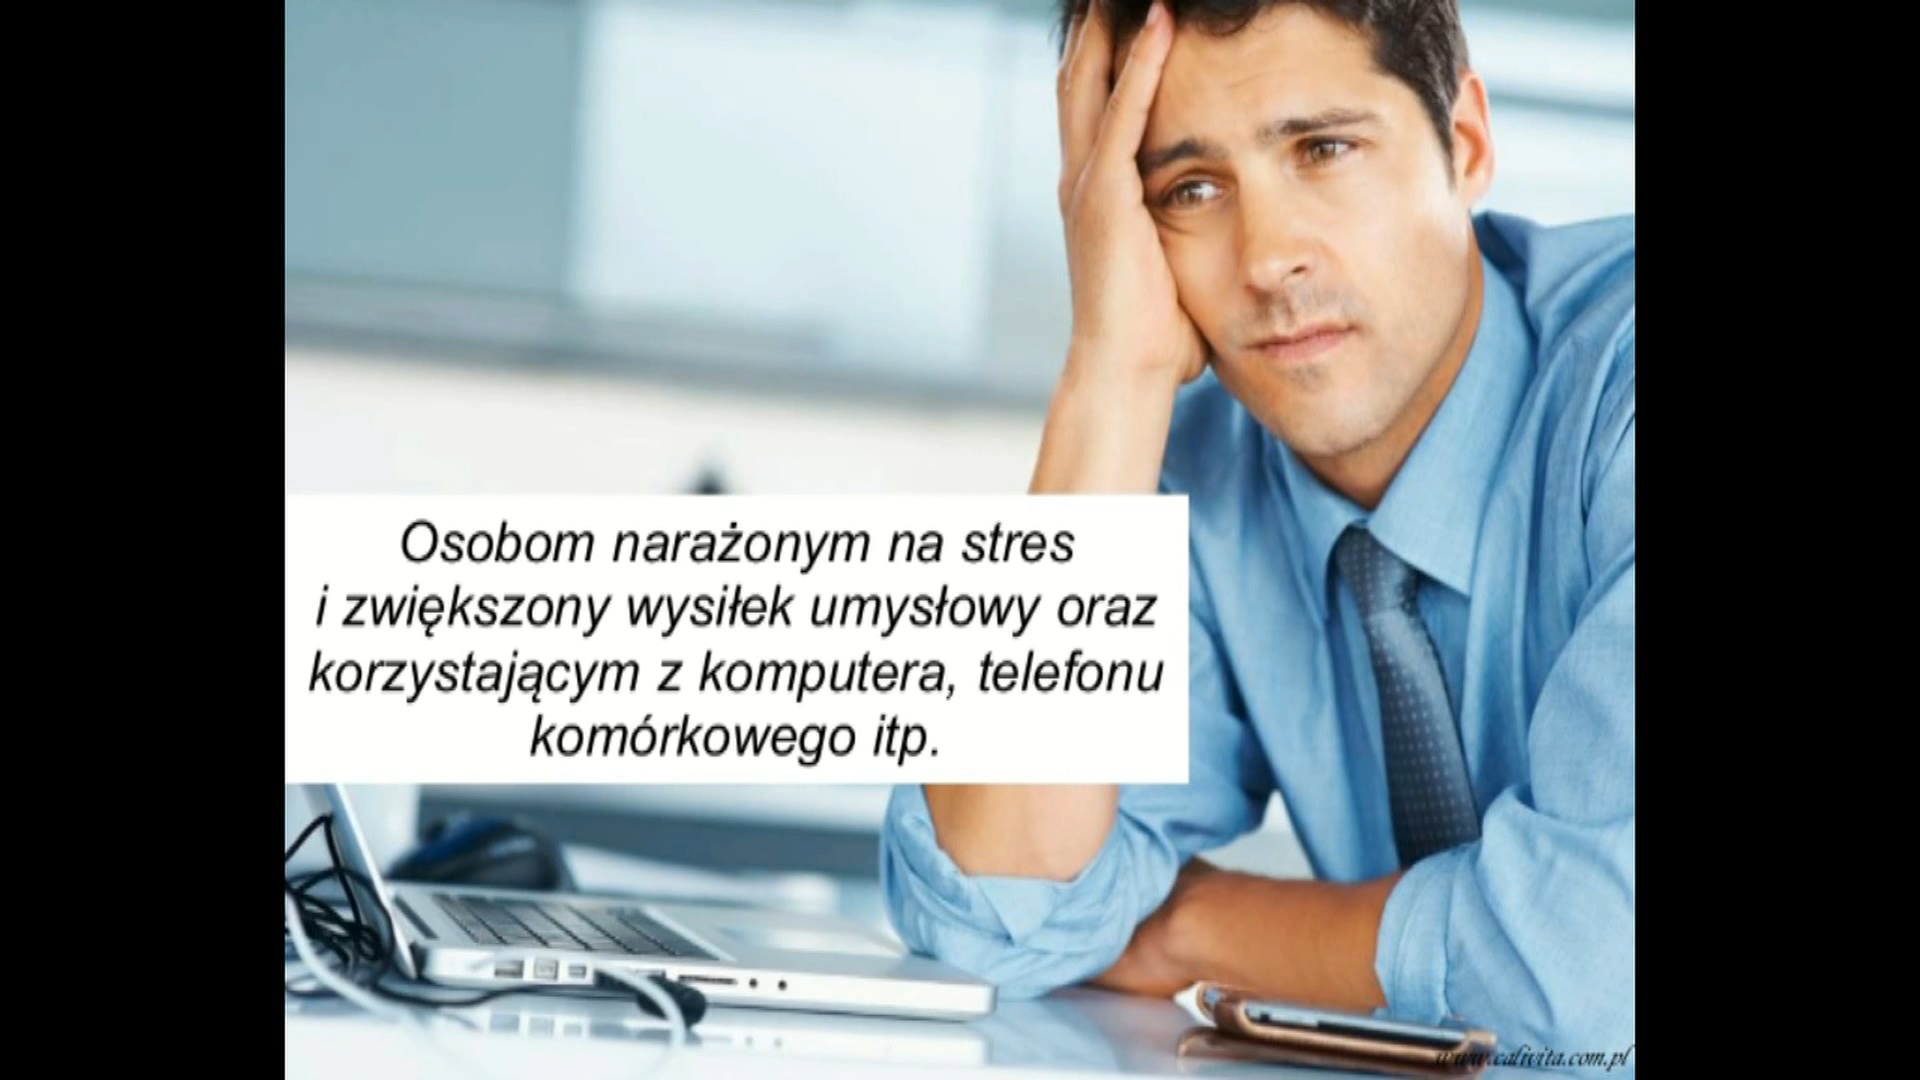 Osobom narażonym na stres
i zwiększony wysiłek umysłowy oraz
korzystającym z komputera, telefonu
komórkowego itp.
www.calivita.com.pl